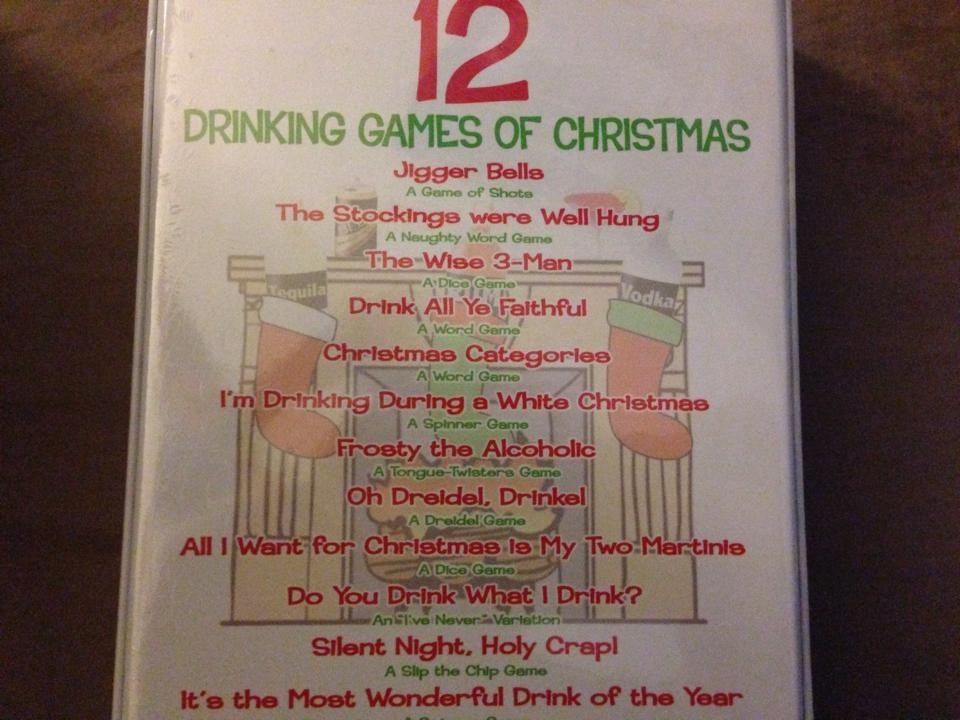 12
DRINKING GAMES OF CHRISTMAS
Jigger Bells
A Game of Shots
The Stockings were Well Hung
A Naughty Word Game
The Wise 3-Man
A Dice Game
Tequila
Vodka
Drink All Ye Faithful
A Word Game
Christmas Categories
A Word Game
I'm Drinking During a White Christmas
A Spinner Game
Frosty the Alcoholic
A Tongue-Twisters Game
Oh Dreidel, Drinkel
A Dreidel Game
All I Want for Christmas is My Two Martinis
A Dice Game
Do You Drink What I Drink?
An "I've Never" Variation
Silent Night, Holy Crap!
A Slip the Chip Game
It's the Most Wonderful Drink of the Year